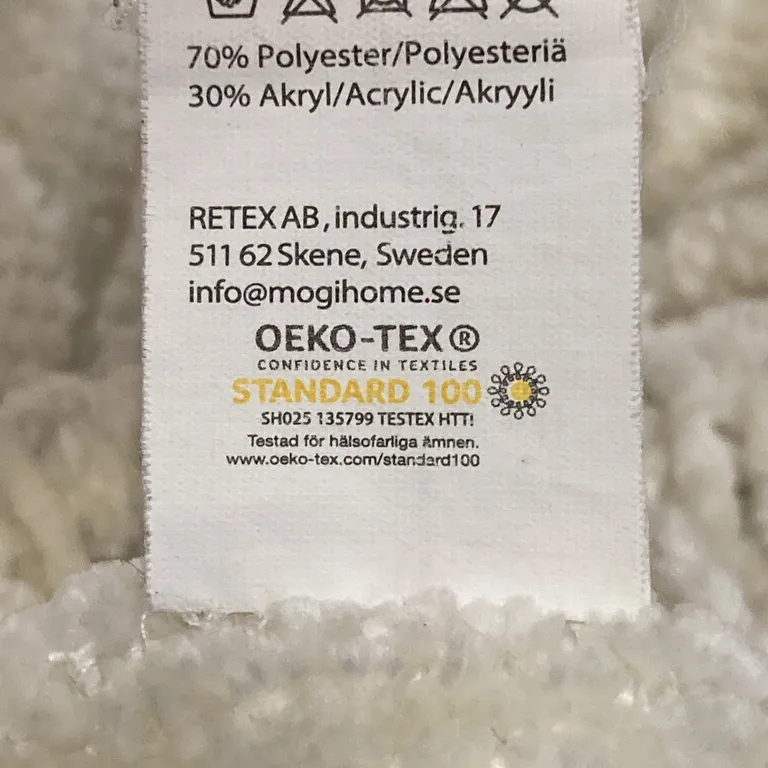 70% Polyester/Polyesteriä
30% Akryl/Acrylic/Akryyli
RETEX AB, industrig. 17
511 62 Skene, Sweden
info@mogihome.se
OEKO-TEX®
CONFIDENCE IN TEXTILES
STANDARD 100
SH025 135799 TESTEX HTTI
Testad för hälsofarliga ämnen.
www.oeko-tex.com/standard100